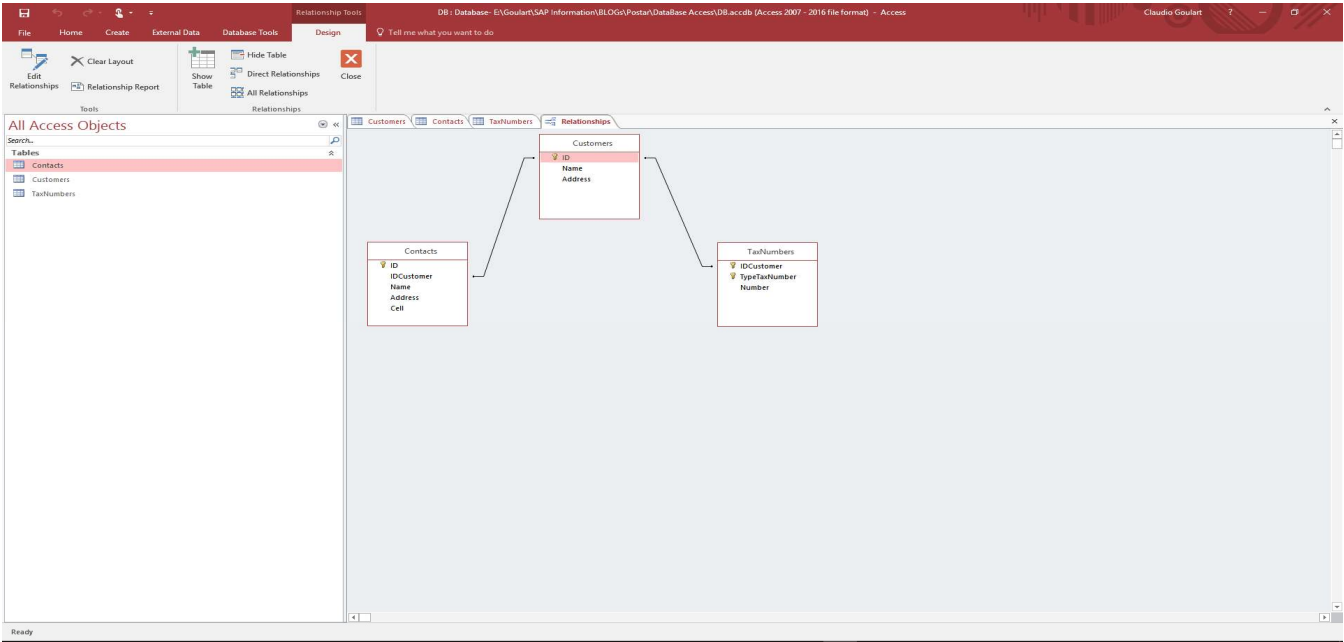 Relationship Tools DB : Database- E:\Goulart\SAP Information\BLOGs\Postar\DataBase Access\DB.accdb (Access 2007 - 2016 file format) - Access Claudio Goulart ?
File Home Create External Data Database Tools Design Tell me what you want to do
Edit Relationships
Clear Layout
Relationship Report
Tools
Show Table
Hide Table
Direct Relationships
All Relationships
Relationships
Close
All Access Objects
Search...
Tables
Contacts
Customers
TaxNumbers
Customers Contacts TaxNumbers Relationships
Customers
ID
Name
Address
Contacts
ID
IDCustomer
Name
Address
Cell
TaxNumbers
IDCustomer
TypeTaxNumber
Number
Ready